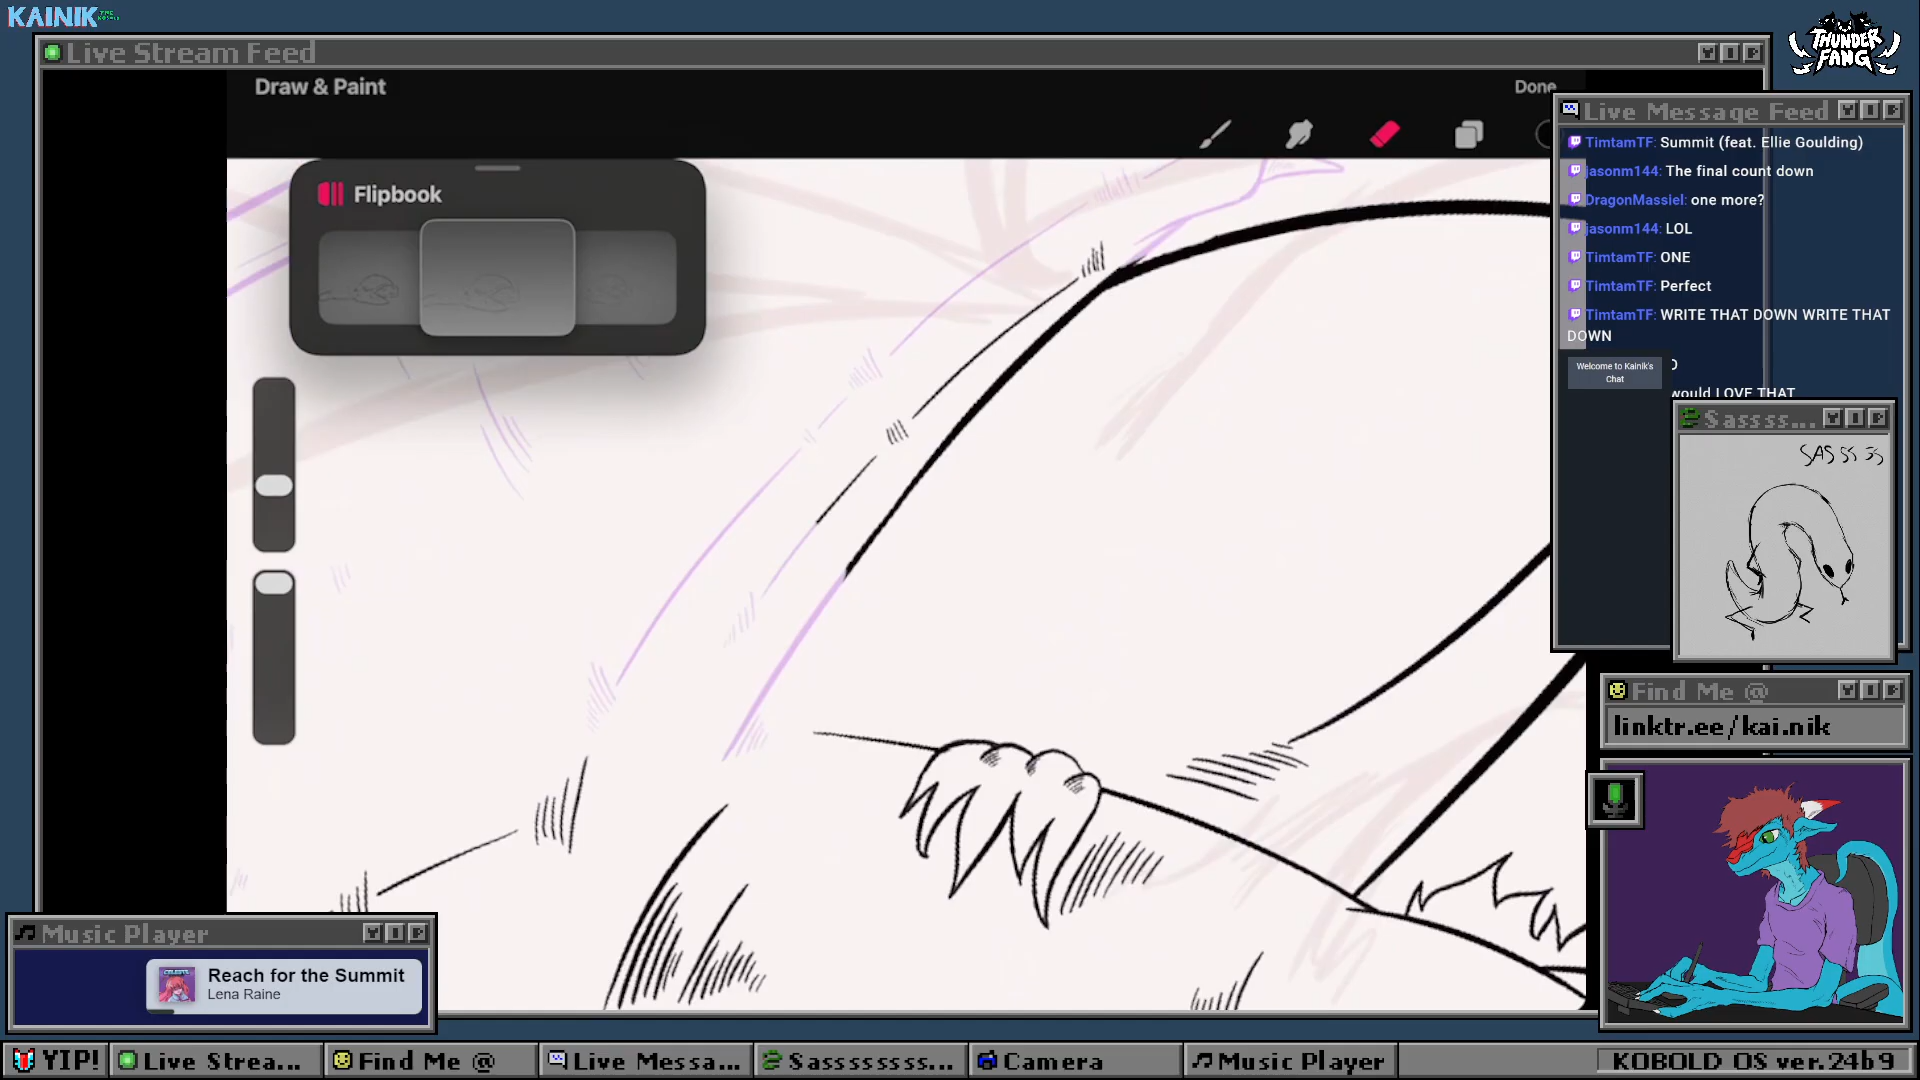 KAINIK
THUNDER
FANG
Live Stream Feed
Draw & Paint
Done
Flipbook
Live Message Feed
TimtamTF: Summit (feat. Ellie Goulding)
jasonm144: The final count down
DragonMassiel: one more?
jasonm144: LOL
TimtamTF: ONE
TimtamTF: Perfect
TimtamTF: WRITE THAT DOWN WRITE THAT
DOWN
Welcome to Kainik's
Chat
would LOVE THAT
Sassss...
SASSSSS
Find Me @
linktr.ee/kai.nik
Music Player
Reach for the Summit
Lena Raine
YIP!
Live Strea...
Find Me @
Live Messa...
Sasssssssss...
Camera
Music Player
KOBOLD OS ver.24b9